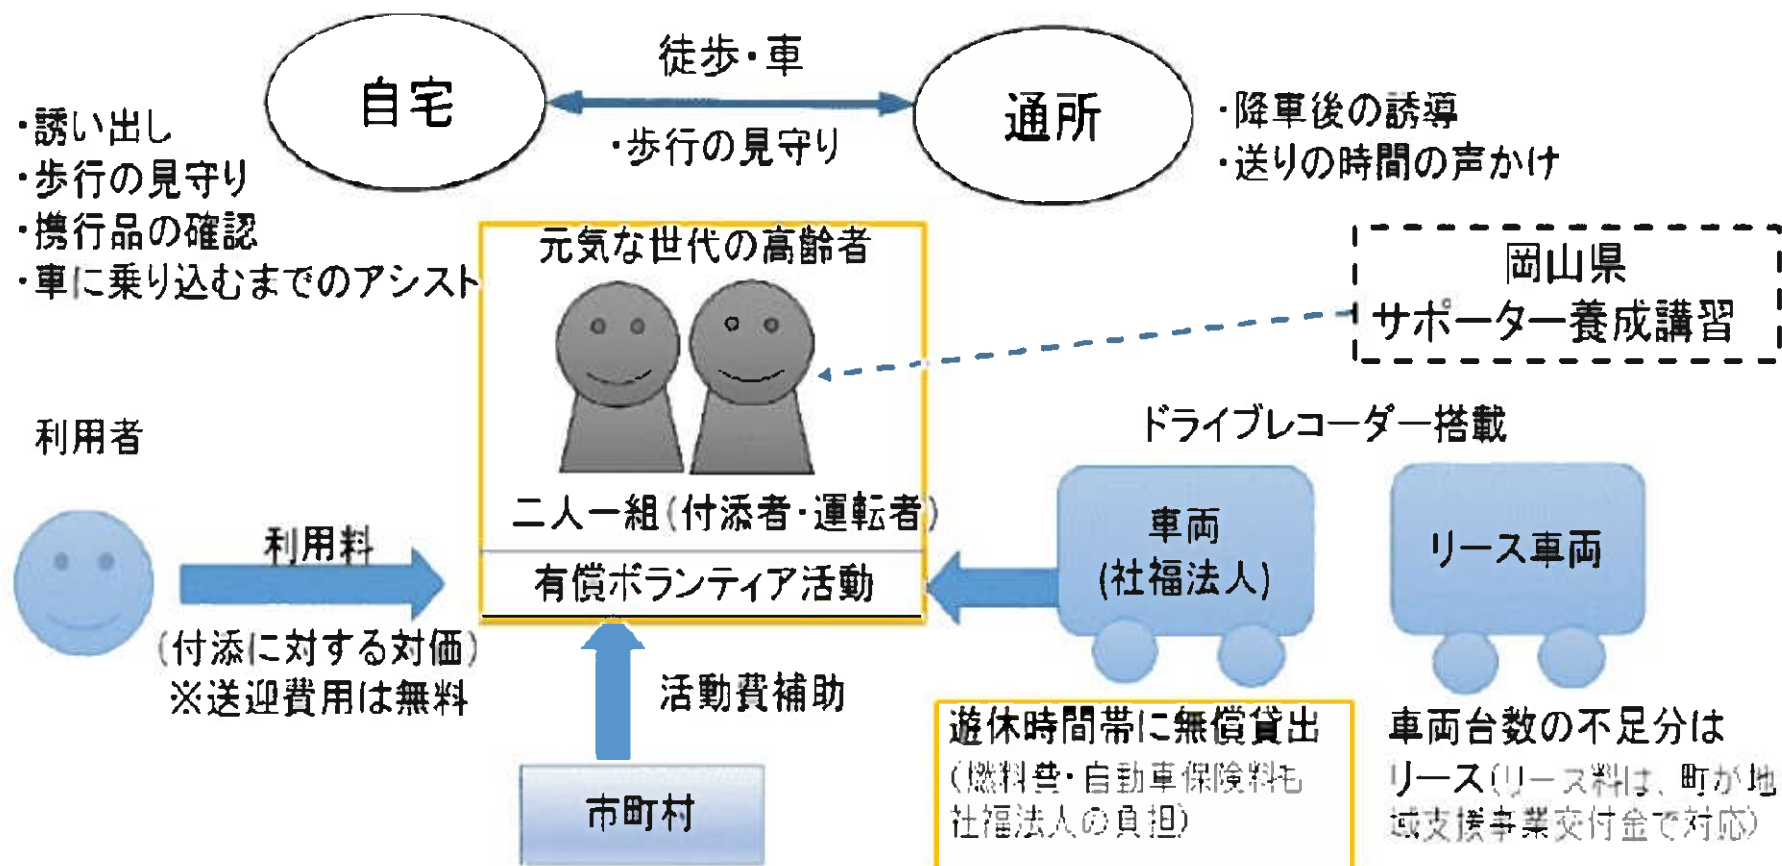 自宅
徒歩・車
・歩行の見守り
通所
・誘い出し
・歩行の見守り
・携行品の確認
・車に乗り込むまでのアシスト
・降車後の誘導
・送りの時間の声かけ
元気な世代の高齢者
二人一組(付添者・運転者)
有償ボランティア活動
岡山県
サポーター養成講習
利用者
利用料
(付添に対する対価)
※送迎費用は無料
活動費補助
市町村
ドライブレコーダー搭載
車両
(社福法人)
リース車両
遊休時間帯に無償貸出
(燃料費・自動車保険料も
社福法人の負担)
車両台数の不足分は
リース(リース料は、町が地
域支援事業交付金で対応)